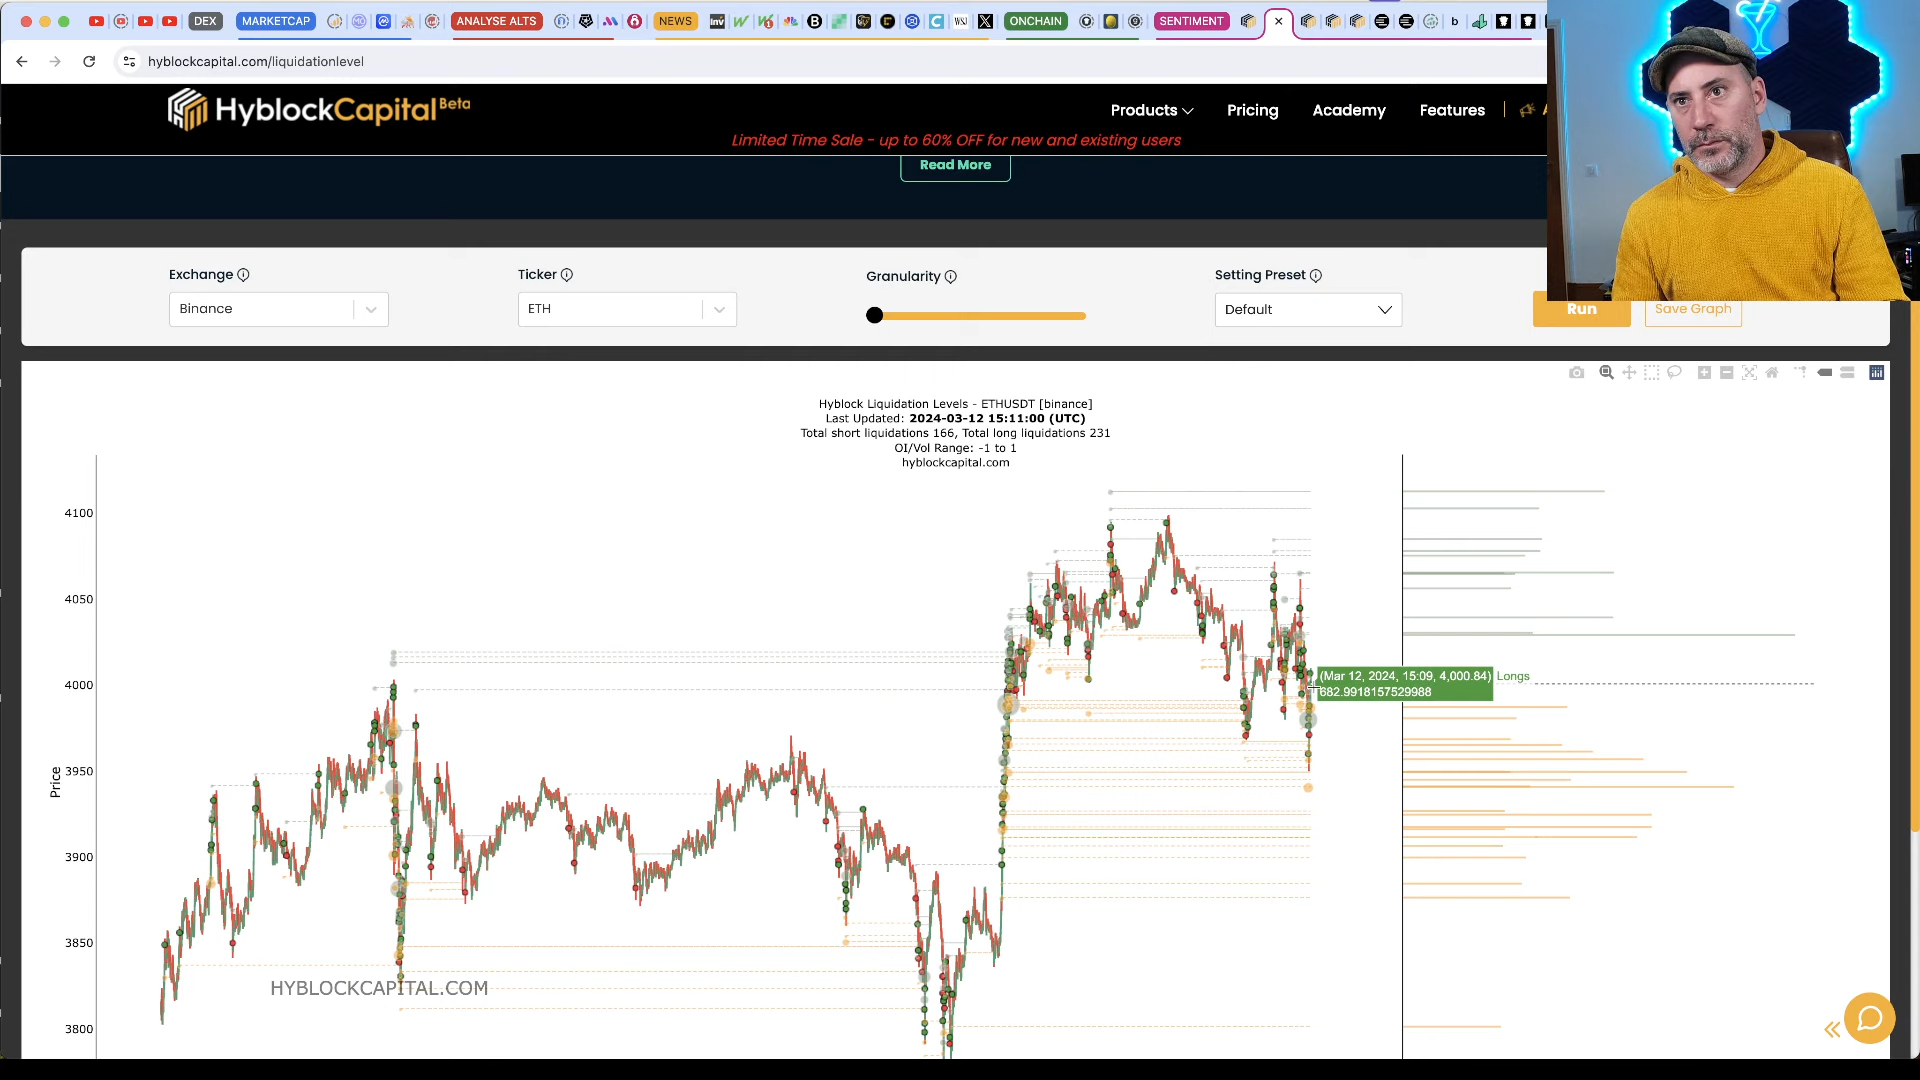 DEX
MARKETCAP
ANALYSE ALTS
NEWS
ONCHAIN
SENTIMENT
hyblockcapital.com/liquidationlevel
HyblockCapital Beta
Products
Pricing
Academy
Features
Limited Time Sale - up to 60% OFF for new and existing users
Read More
Exchange
Ticker
Granularity
Setting Preset
Binance
ETH
Default
Run
Save Graph
Hyblock Liquidation Levels - ETHUSDT [binance]
Last Updated: 2024-03-12 15:11:00 (UTC)
Total short liquidations 166, Total long liquidations 231
OI/Vol Range: -1 to 1
hyblockcapital.com
4100
4050
4000
3950
3900
3850
3800
Price
(Mar 12, 2024, 15:09, 4,000.84) Longs
682.9918157529988
HYBLOCKCAPITAL.COM